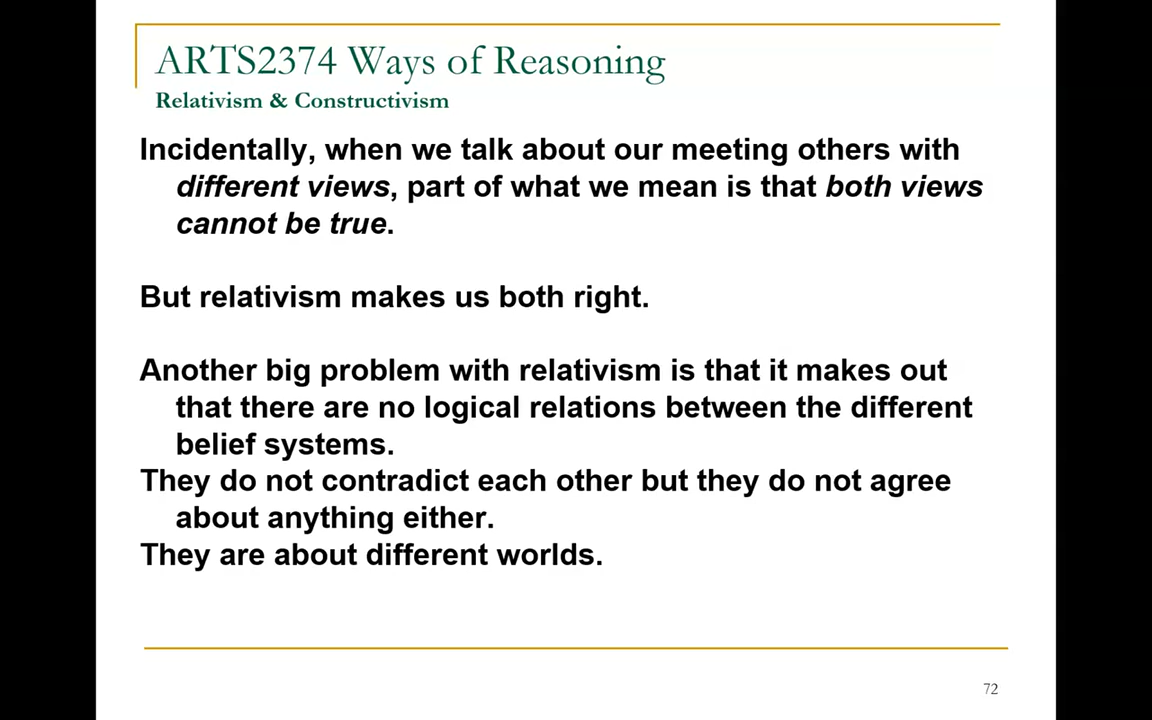 ARTS2374 Ways of Reasoning
Relativism & Constructivism
Incidentally, when we talk about our meeting others with
different views, part of what we mean is that both views
cannot be true.
But relativism makes us both right.
Another big problem with relativism is that it makes out
that there are no logical relations between the different
belief systems.
They do not contradict each other but they do not agree
about anything either.
They are about different worlds.
72